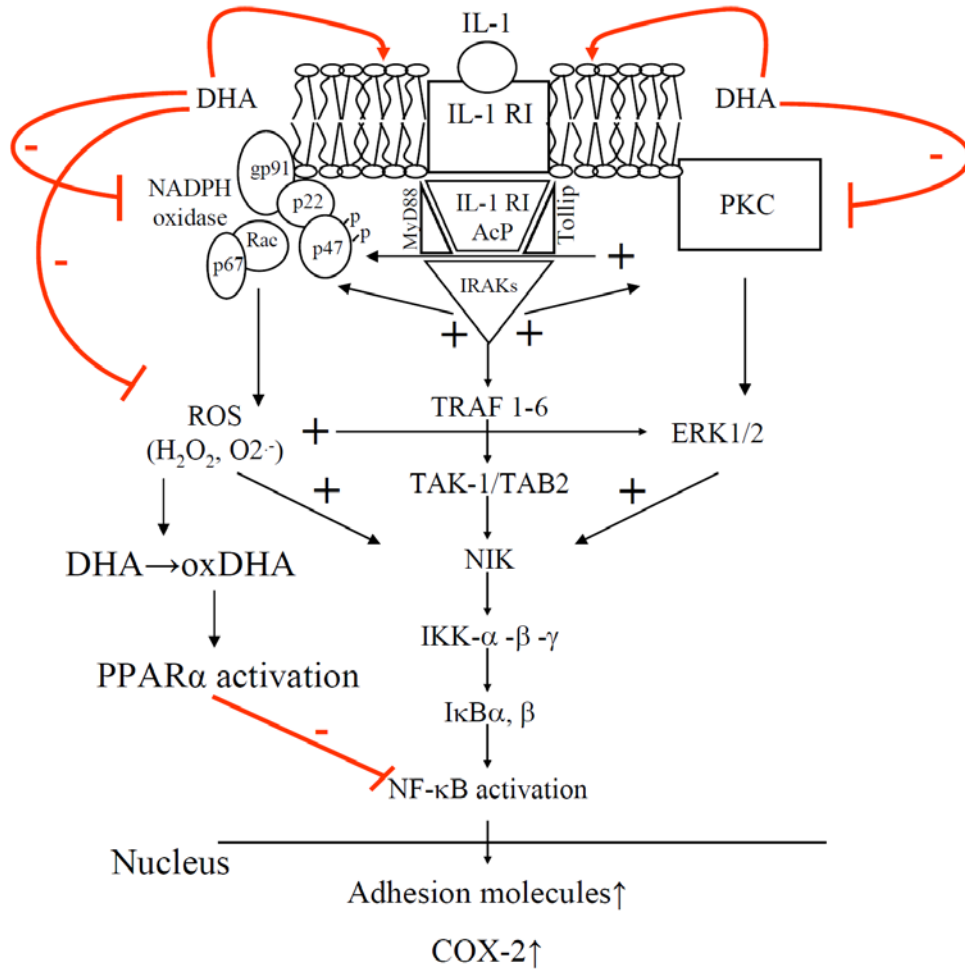 IL-1
DHA
IL-1 RI
DHA
-
-
gp91
NADPH
oxidase
p22
MyD88
IL-1 RI
AcP
Tollip
PKC
p
p
-
Rac
p47
p67
+
IRAKs
+ +
TRAF 1-6
ROS
(H₂O₂, O2·-)
+
ERK1/2
+
TAK-1/TAB2
+
DHA→oxDHA
NIK
IKK-α -β -γ
PPARα activation
IκBα, β
-
NF-κB activation
Nucleus
Adhesion molecules↑
COX-2↑